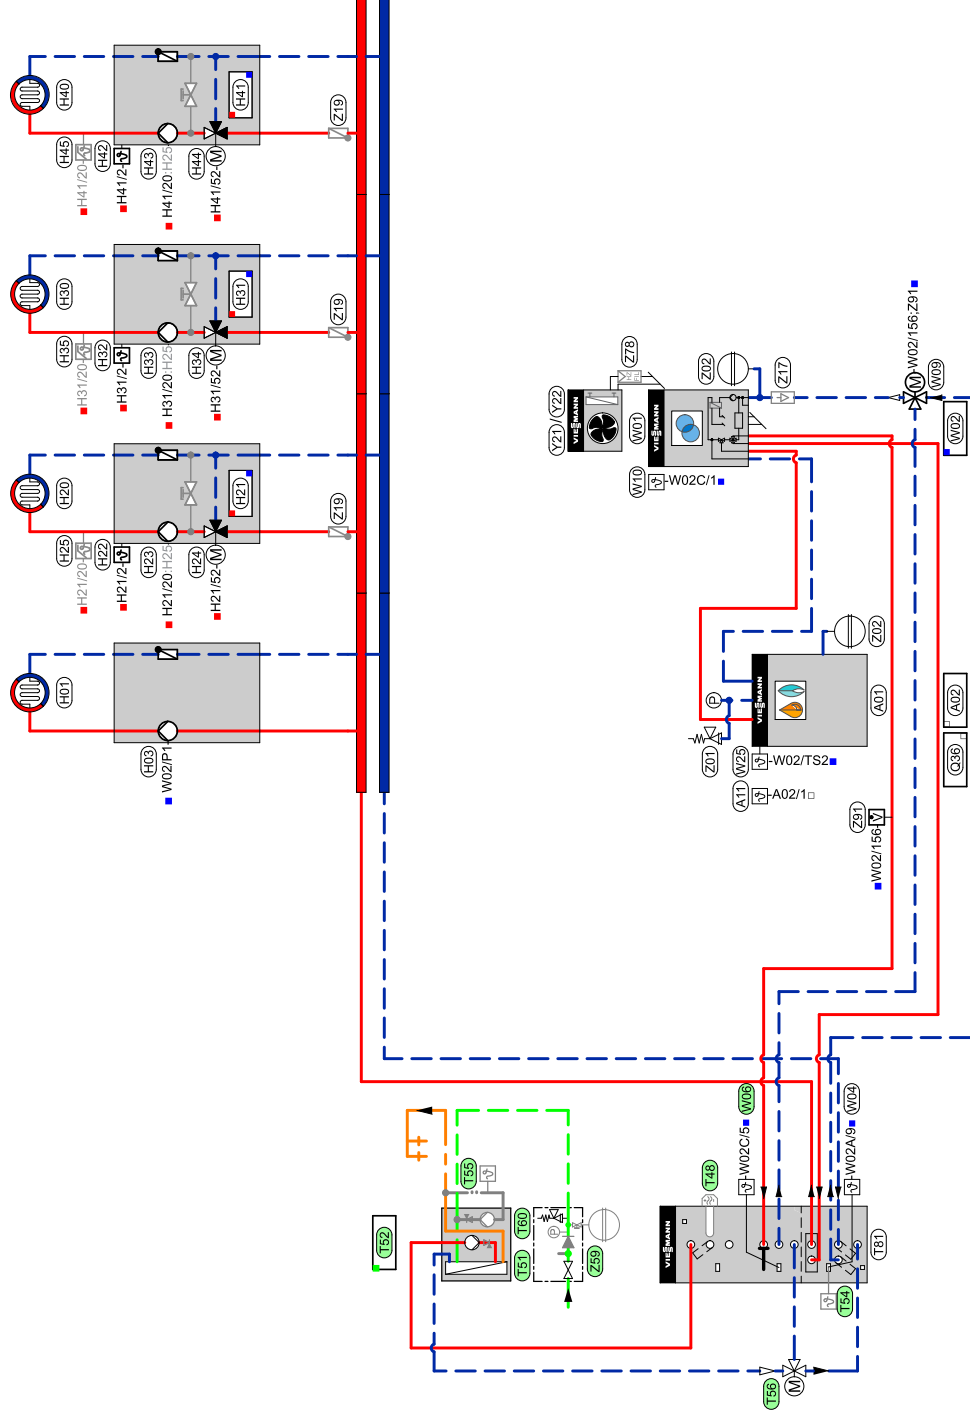 H40
H45
H42
H43
H44
H41
Z19
H41/20
H41/2
H41/20:H25
H41/52
M
H30
H35
H32
H33
H34
H31
Z19
H31/20
H31/2
H31/20:H25
H31/52
M
H20
H25
H22
H23
H24
H21
Z19
H21/20
H21/2
H21/20:H25
H21/52
M
H01
H03
W02/P1
Y21 / Y22
VIESMANN
Z78
W01
VIESMANN
W10
W02C/1
Z02
Z17
W02/156;Z91
M
W09
W02
Z02
P
VIESMANN
Z01
W25
W02/TS2
A11
A02/1
A01
A02
Q36
Z91
V
W02/156
T52
T55
T60
T51
P
Z59
T48
W02C/5
W06
W02A/9
W04
VIESMANN
T81
T54
T56
M